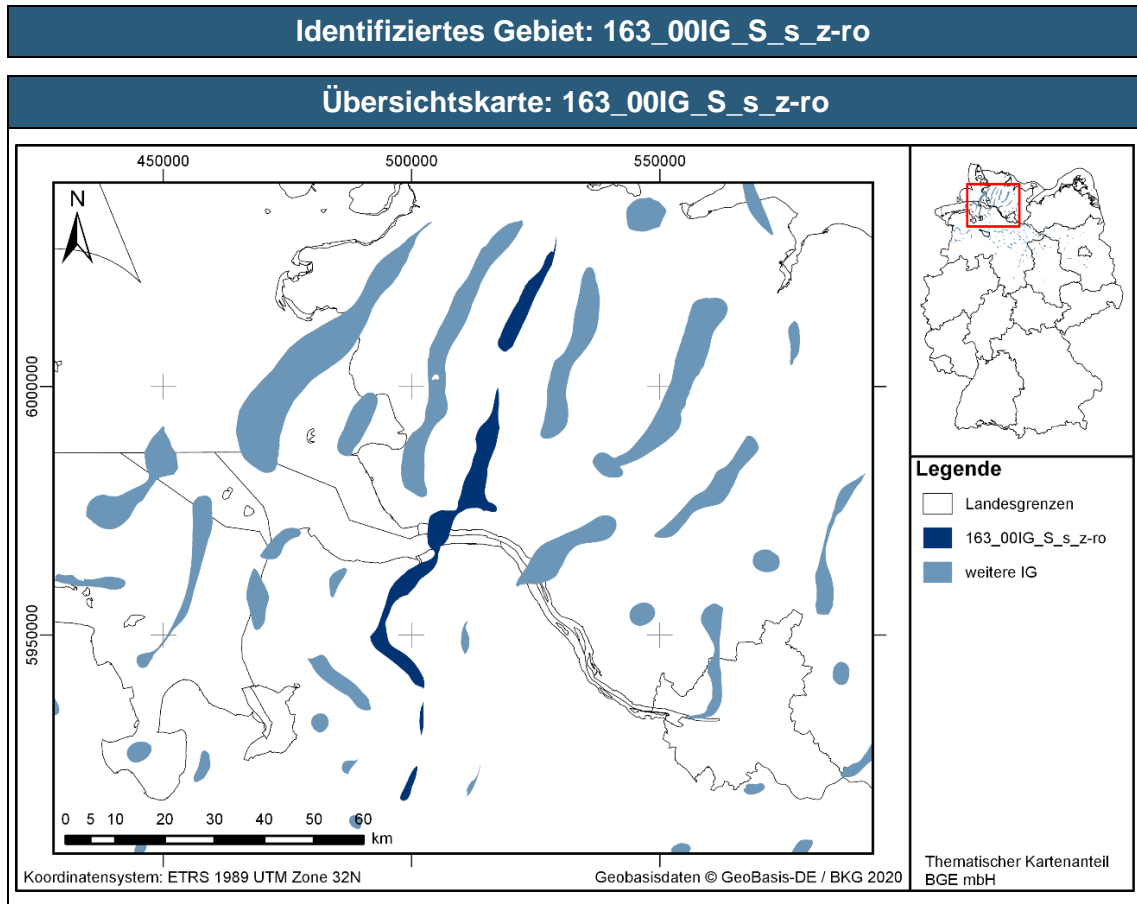 Identifiziertes Gebiet: 163_00IG_S_s_z-ro
Übersichtskarte: 163_00IG_S_s_z-ro
450000 500000 550000
N
6000000
5950000
0 5 10 20 30 40 50 60
km
Koordinatensystem: ETRS 1989 UTM Zone 32N
Geobasisdaten © GeoBasis-DE / BKG 2020
Legende
Landesgrenzen
163_00IG_S_s_z-ro
weitere IG
Thematischer Kartenanteil
BGE mbH